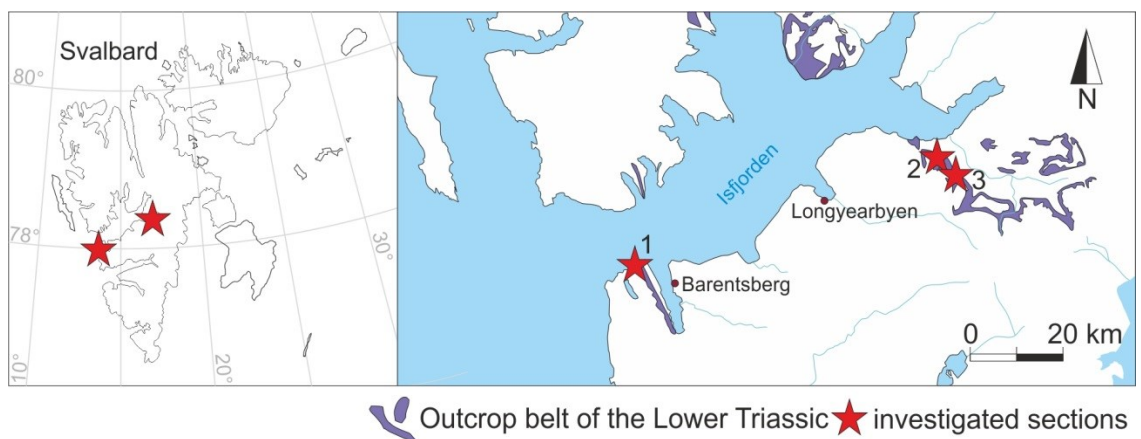 Svalbard
80°
78°
10°
20°
30°
Isfjorden
N
2
3
Longyearbyen
1
Barentsberg
0 20 km
Outcrop belt of the Lower Triassic investigated sections